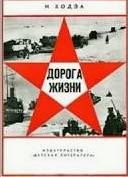 Н. ХОДЗА
ДОРОГА
ЖИЗНИ
ИЗДАТЕЛЬСТВО
«ДЕТСКАЯ ЛИТЕРАТУРА»